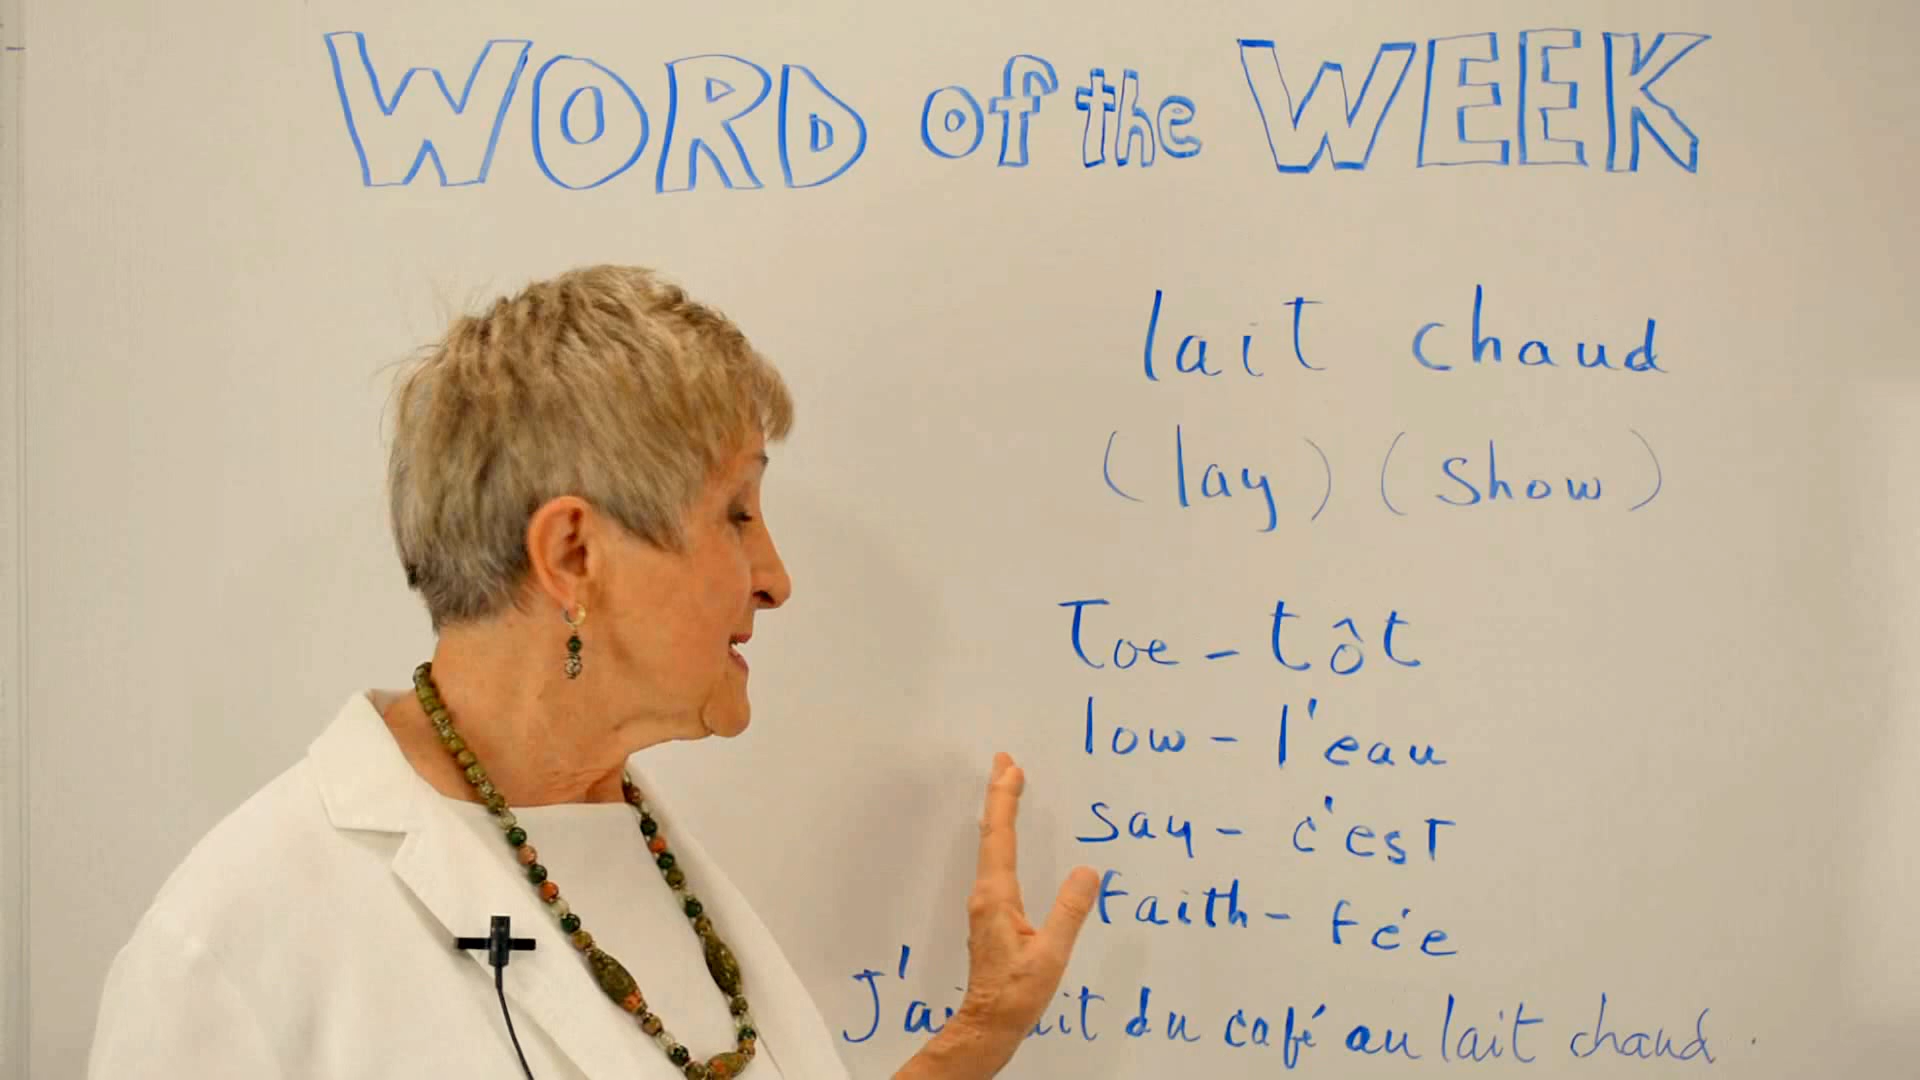 WORD of the WEEK
lait chaud
(lay) (show)
Toe - tôt
low - l'eau
say - c'est
faith - fée
J'ai du café au lait chaud.